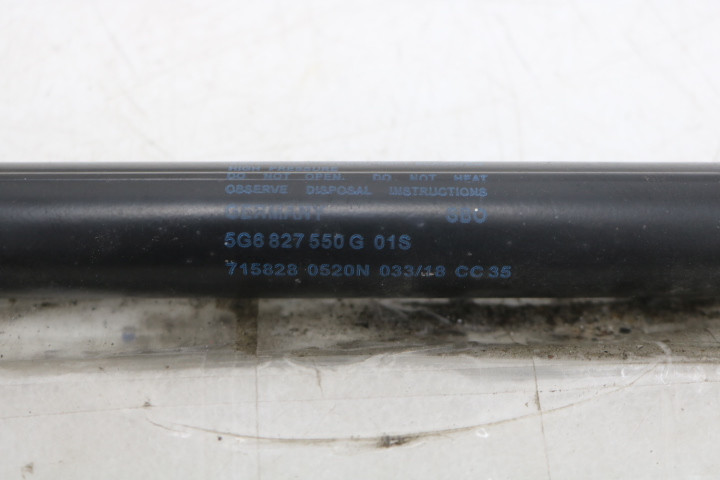 HIGH PRESSURE
DO NOT OPEN. DO NOT HEAT
OBSERVE DISPOSAL INSTRUCTIONS
GERMANY
5G6 827 550 G 01S
715828 0520N 033/18 CC 35